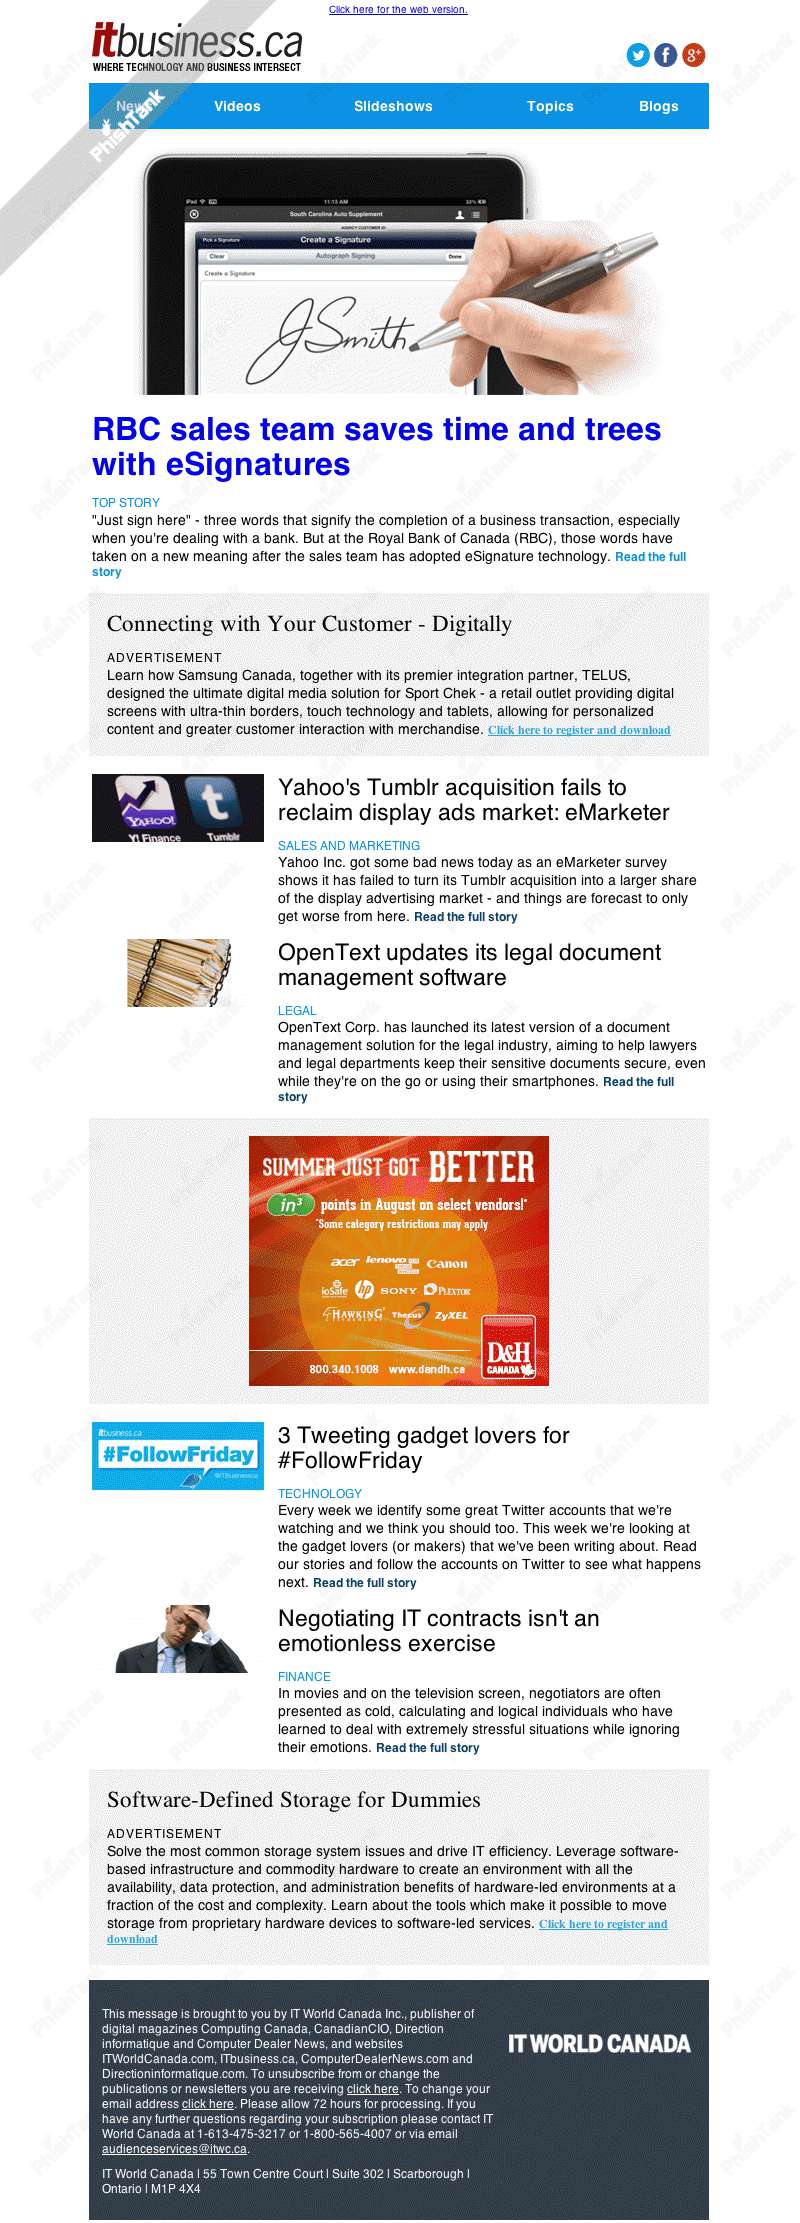 Click here for the web version.
itbusiness.ca
WHERE TECHNOLOGY AND BUSINESS INTERSECT
News Videos Slideshows Topics Blogs
PhishTank
iPad 11:13 AM 33%
South Carolina Auto Supplement
AGENCY CUSTOMER ID
Pick a Signature Create a Signature
Clear Autograph Signing Done
Create a Signature
J Smith
RBC sales team saves time and trees
with eSignatures
TOP STORY
"Just sign here" - three words that signify the completion of a business transaction, especially
when you're dealing with a bank. But at the Royal Bank of Canada (RBC), those words have
taken on a new meaning after the sales team has adopted eSignature technology. Read the full
story
Connecting with Your Customer - Digitally
ADVERTISEMENT
Learn how Samsung Canada, together with its premier integration partner, TELUS,
designed the ultimate digital media solution for Sport Chek - a retail outlet providing digital
screens with ultra-thin borders, touch technology and tablets, allowing for personalized
content and greater customer interaction with merchandise. Click here to register and download
YAHOO!
Y! Finance Tumblr
Yahoo's Tumblr acquisition fails to
reclaim display ads market: eMarketer
SALES AND MARKETING
Yahoo Inc. got some bad news today as an eMarketer survey
shows it has failed to turn its Tumblr acquisition into a larger share
of the display advertising market - and things are forecast to only
get worse from here. Read the full story
OpenText updates its legal document
management software
LEGAL
OpenText Corp. has launched its latest version of a document
management solution for the legal industry, aiming to help lawyers
and legal departments keep their sensitive documents secure, even
while they're on the go or using their smartphones. Read the full
story
SUMMER JUST GOT BETTER
in³ points in August on select vendors!*
*Some category restrictions may apply
acer lenovo Canon
ioSafe hp SONY PLEXTOR
HAWKING Thecus ZyXEL
D&H
CANADA
800.340.1008 www.dandh.ca
itbusiness.ca
#FollowFriday
@ITBusinessca
3 Tweeting gadget lovers for
#FollowFriday
TECHNOLOGY
Every week we identify some great Twitter accounts that we're
watching and we think you should too. This week we're looking at
the gadget lovers (or makers) that we've been writing about. Read
our stories and follow the accounts on Twitter to see what happens
next. Read the full story
Negotiating IT contracts isn't an
emotionless exercise
FINANCE
In movies and on the television screen, negotiators are often
presented as cold, calculating and logical individuals who have
learned to deal with extremely stressful situations while ignoring
their emotions. Read the full story
Software-Defined Storage for Dummies
ADVERTISEMENT
Solve the most common storage system issues and drive IT efficiency. Leverage software-
based infrastructure and commodity hardware to create an environment with all the
availability, data protection, and administration benefits of hardware-led environments at a
fraction of the cost and complexity. Learn about the tools which make it possible to move
storage from proprietary hardware devices to software-led services. Click here to register and
download
This message is brought to you by IT World Canada Inc., publisher of
digital magazines Computing Canada, CanadianCIO, Direction
informatique and Computer Dealer News, and websites
ITWorldCanada.com, ITbusiness.ca, ComputerDealerNews.com and
Directioninformatique.com. To unsubscribe from or change the
publications or newsletters you are receiving click here. To change your
email address click here. Please allow 72 hours for processing. If you
have any further questions regarding your subscription please contact IT
World Canada at 1-613-475-3217 or 1-800-565-4007 or via email
audienceservices@itwc.ca.
IT WORLD CANADA
IT World Canada | 55 Town Centre Court | Suite 302 | Scarborough |
Ontario | M1P 4X4